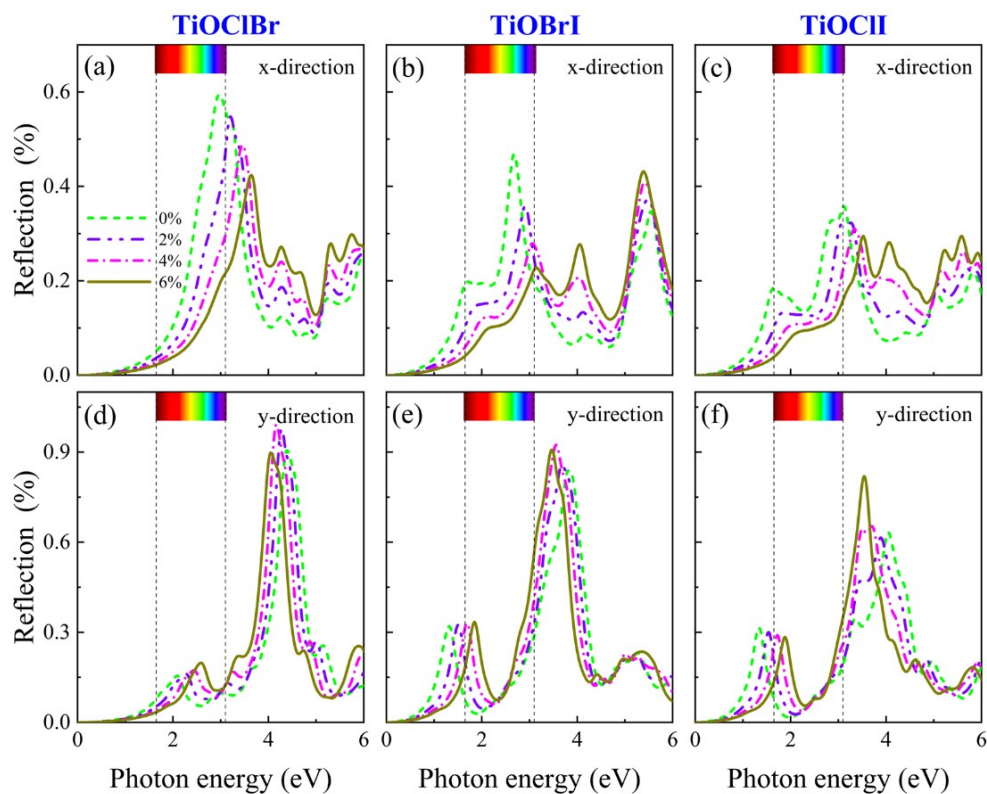 TiOClBr TiOBrI TiOClI
(a) x-direction (b) x-direction (c) x-direction
Reflection (%)
0.6
0.4
0.2
0.0
0%
2%
4%
6%
(d) y-direction (e) y-direction (f) y-direction
Reflection (%)
0.9
0.6
0.3
0.0
0 2 4 6 0 2 4 6 0 2 4 6
Photon energy (eV) Photon energy (eV) Photon energy (eV)